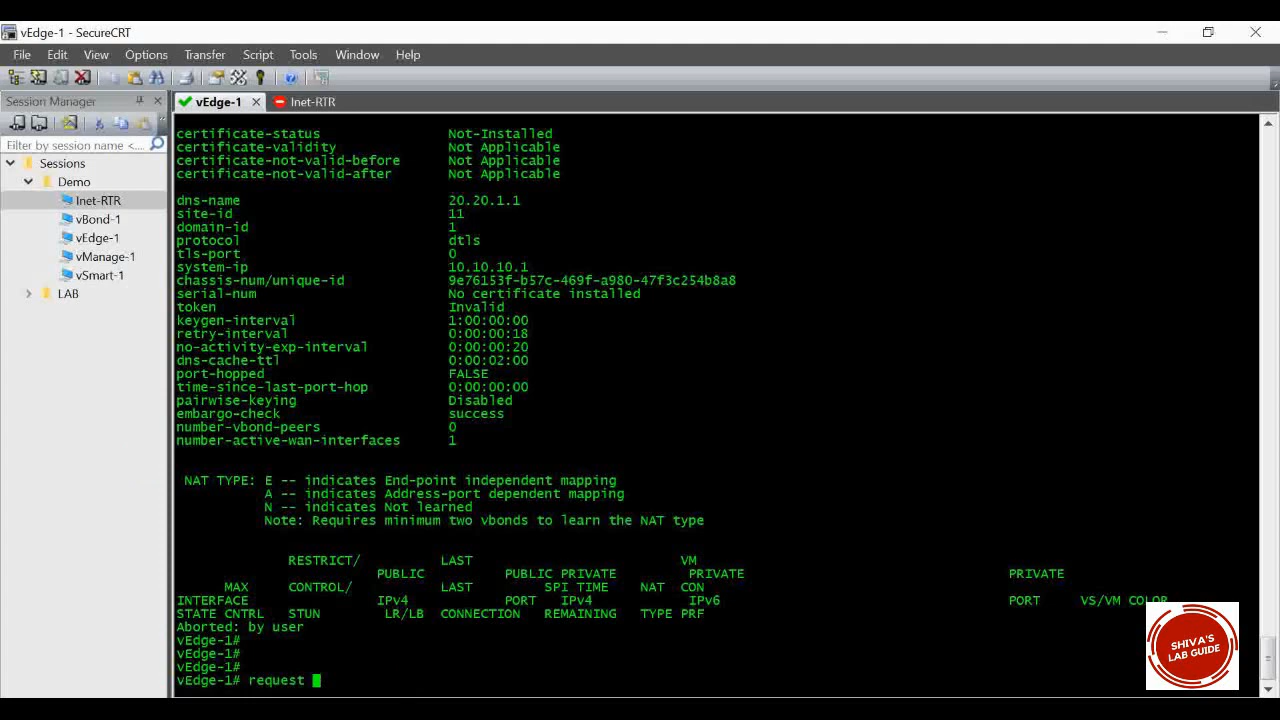 vEdge-1 - SecureCRT
File Edit View Options Transfer Script Tools Window Help
Session Manager
vEdge-1
Inet-RTR
Filter by session name <...
Sessions
Demo
Inet-RTR
vBond-1
vEdge-1
vManage-1
vSmart-1
LAB
certificate-status Not-Installed
certificate-validity Not Applicable
certificate-not-valid-before Not Applicable
certificate-not-valid-after Not Applicable
dns-name 20.20.1.1
site-id 11
domain-id 1
protocol dtls
tls-port 0
system-ip 10.10.10.1
chassis-num/unique-id 9e76153f-b57c-469f-a980-47f3c254b8a8
serial-num No certificate installed
token Invalid
keygen-interval 1:00:00:00
retry-interval 0:00:00:18
no-activity-exp-interval 0:00:00:20
dns-cache-ttl 0:00:02:00
port-hopped FALSE
time-since-last-port-hop 0:00:00:00
pairwise-keying Disabled
embargo-check success
number-vbond-peers 0
number-active-wan-interfaces 1
NAT TYPE: E -- indicates End-point independent mapping
A -- indicates Address-port dependent mapping
N -- indicates Not learned
Note: Requires minimum two vbonds to learn the NAT type
RESTRICT/ LAST VM
PUBLIC PUBLIC PRIVATE PRIVATE PRIVATE
MAX CONTROL/ LAST SPI TIME NAT CON
INTERFACE IPv4 PORT IPv4 IPv6 PORT VS/VM COLOR
STATE CNTRL STUN LR/LB CONNECTION REMAINING TYPE PRF
Aborted: by user
vEdge-1#
vEdge-1#
vEdge-1#
vEdge-1# request
SHIVA'S
LAB GUIDE